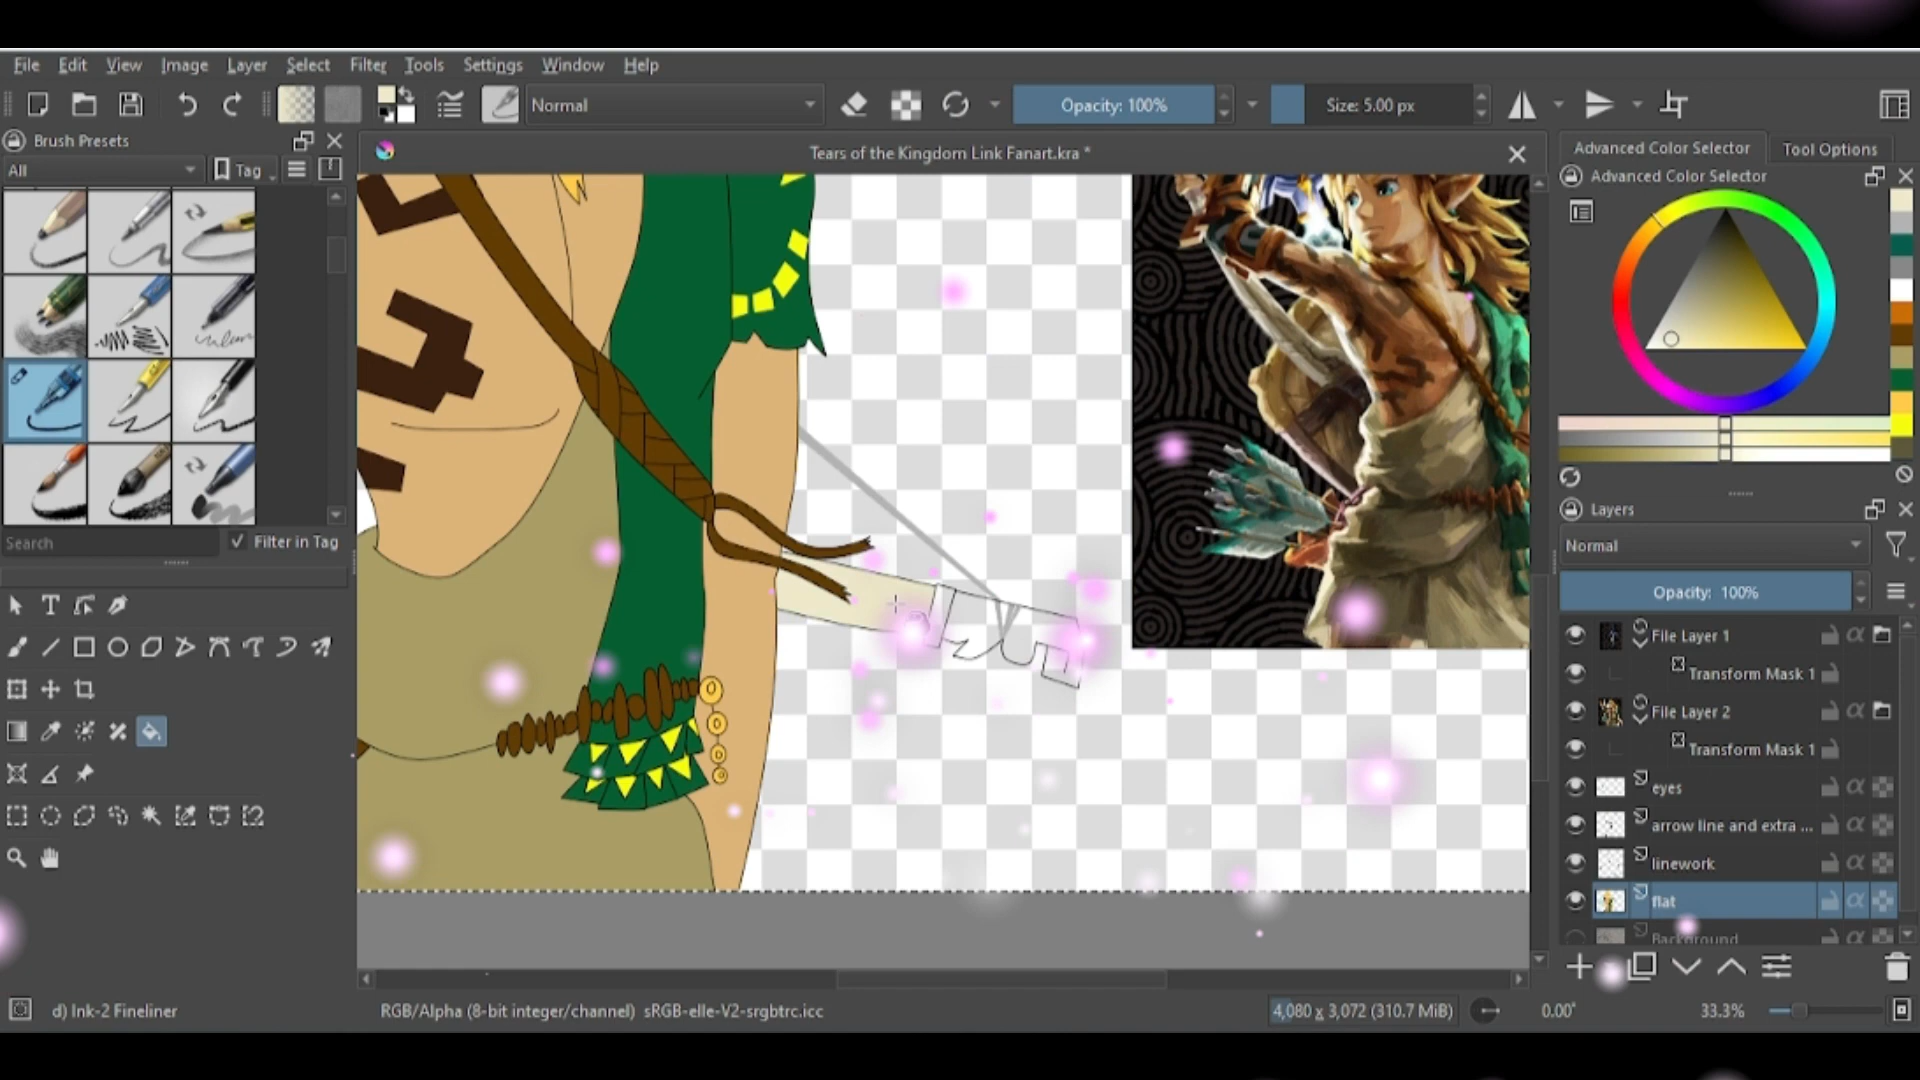 File Edit View Image Layer Select Filter Tools Settings Window Help
Normal
Opacity: 100%
Size: 5.00 px
Brush Presets
All
Tag
Search
Filter in Tag
Tears of the Kingdom Link Fanart.kra *
Advanced Color Selector
Tool Options
Advanced Color Selector
Layers
Normal
Opacity: 100%
File Layer 1
Transform Mask 1
File Layer 2
Transform Mask 1
eyes
arrow line and extra ...
linework
flat
Background
d) Ink-2 Fineliner
RGB/Alpha (8-bit integer/channel) sRGB-elle-V2-srgbtrc.icc
4,080 x 3,072 (310.7 MiB)
0.00°
33.3%